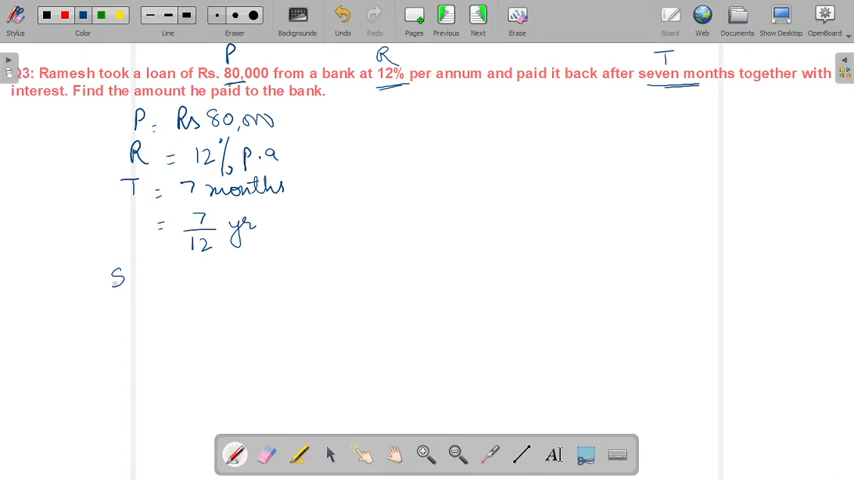 Stylus Color Line Eraser Backgrounds Undo Redo Pages Previous Next Erase Board Web Documents Show Desktop OpenBoard
P R T
Q3: Ramesh took a loan of Rs. 80,000 from a bank at 12% per annum and paid it back after seven months together with
interest. Find the amount he paid to the bank.
P = Rs 80,000
R = 12% p.a
T = 7 months
= 7/12 yr
S